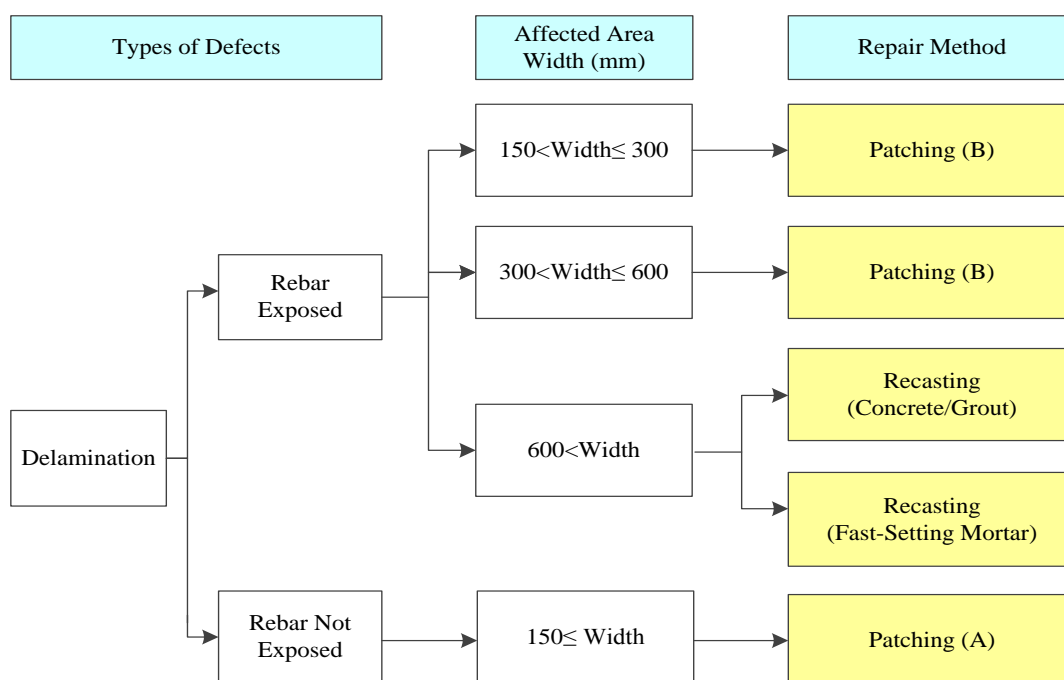 Types of Defects
Affected Area
Width (mm)
Repair Method
150<Width≤ 300
Patching (B)
Rebar
Exposed
300<Width≤ 600
Patching (B)
Recasting
(Concrete/Grout)
Delamination
600<Width
Recasting
(Fast-Setting Mortar)
Rebar Not
Exposed
150≤ Width
Patching (A)